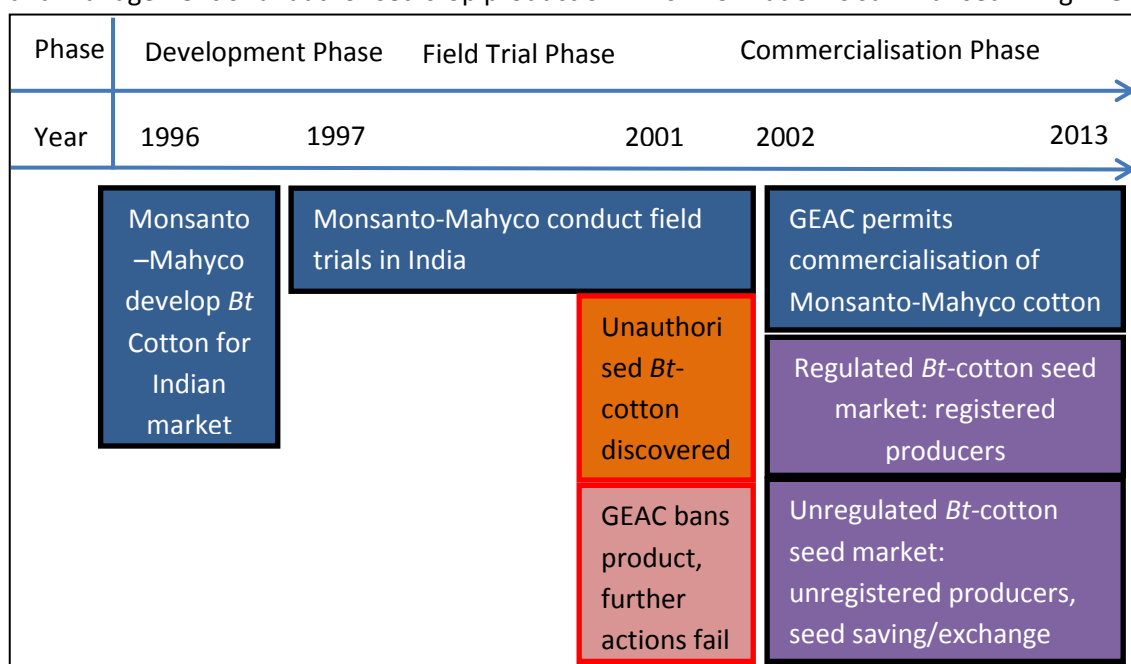 Phase Development Phase Field Trial Phase Commercialisation Phase
Year 1996 1997 2001 2002 2013
Monsanto
–Mahyco
develop Bt
Cotton for
Indian
market
Monsanto-Mahyco conduct field
trials in India
Unauthori
sed Bt-
cotton
discovered
GEAC bans
product,
further
actions fail
GEAC permits
commercialisation of
Monsanto-Mahyco cotton
Regulated Bt-cotton seed
market: registered
producers
Unregulated Bt-cotton
seed market:
unregistered producers,
seed saving/exchange